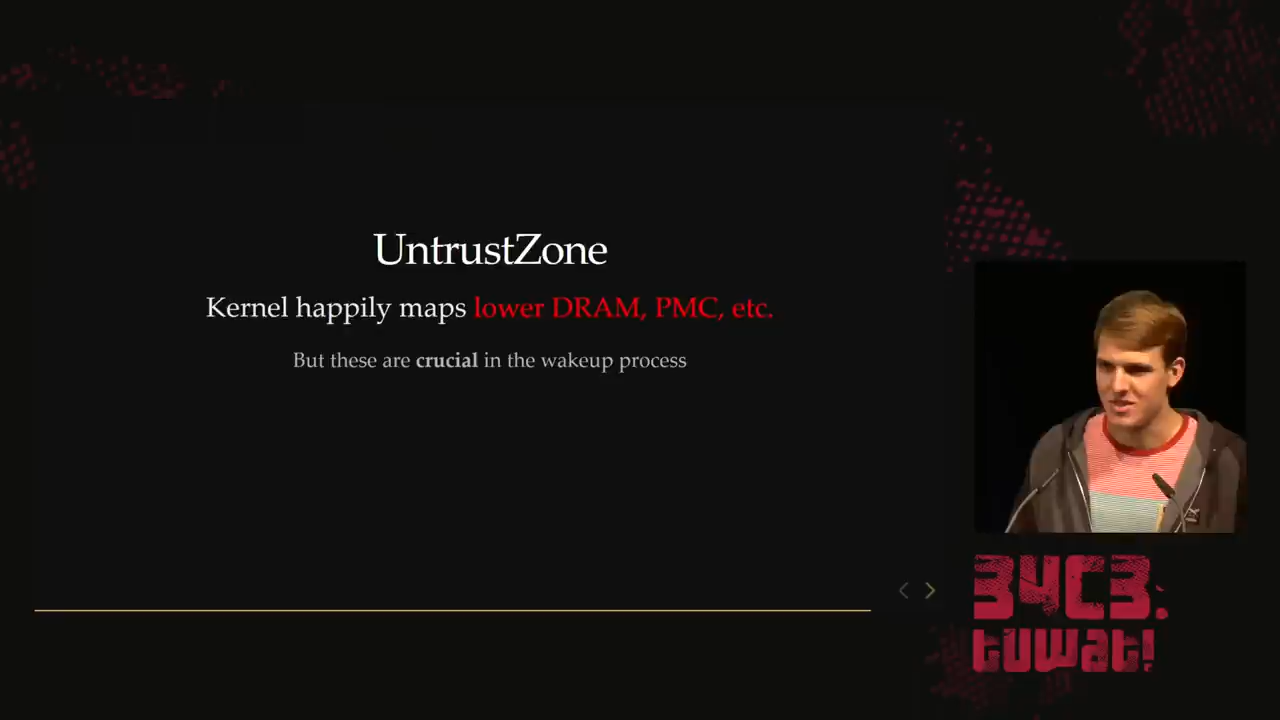 UntrustZone
Kernel happily maps lower DRAM, PMC, etc.
But these are crucial in the wakeup process
34C3:
tuwat!